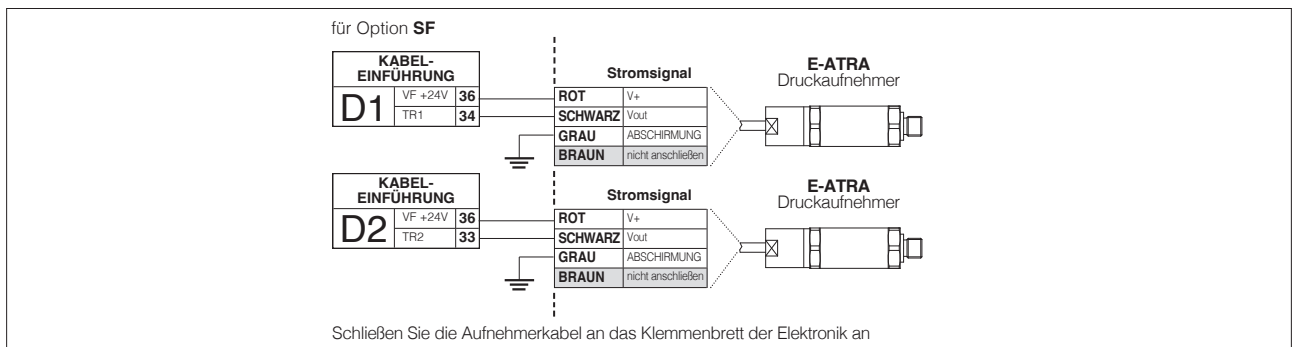 für Option SF
KABEL-
EINFÜHRUNG
D1
VF +24V 36
TR1 34
Stromsignal
ROT V+
SCHWARZ Vout
GRAU ABSCHIRMUNG
BRAUN nicht anschließen
E-ATRA
Druckaufnehmer
KABEL-
EINFÜHRUNG
D2
VF +24V 36
TR2 33
Stromsignal
ROT V+
SCHWARZ Vout
GRAU ABSCHIRMUNG
BRAUN nicht anschließen
E-ATRA
Druckaufnehmer
Schließen Sie die Aufnehmerkabel an das Klemmenbrett der Elektronik an